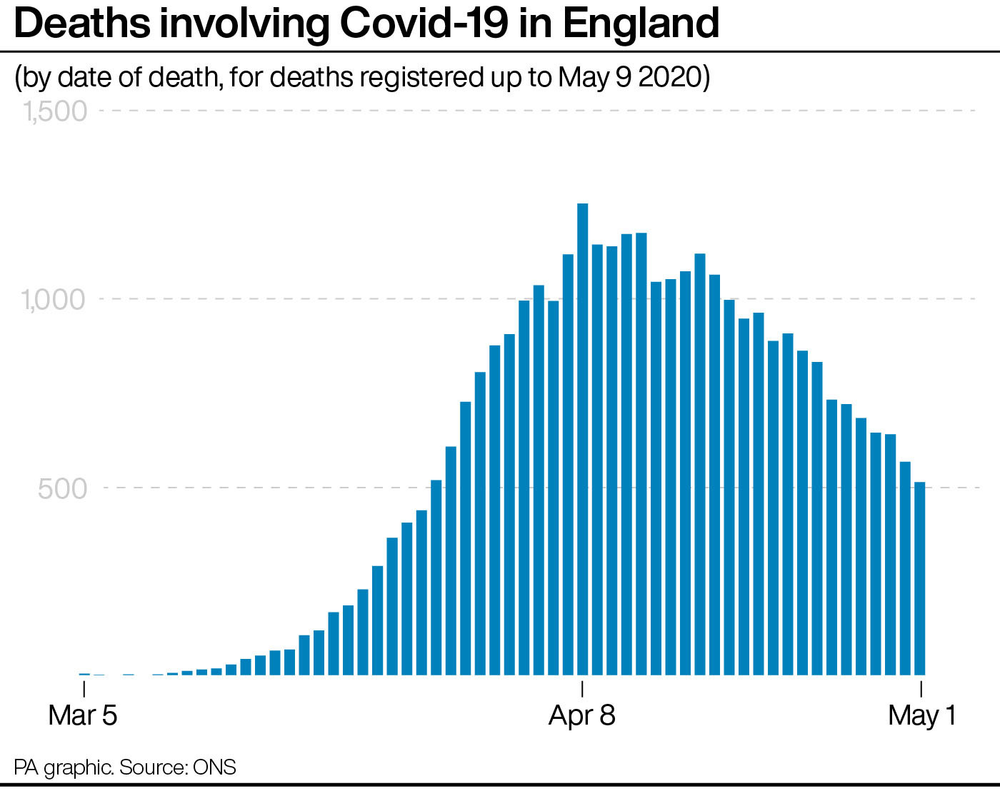 Deaths involving Covid-19 in England
(by date of death, for deaths registered up to May 9 2020)
1,500
1,000
500
Mar 5 Apr 8 May 1
PA graphic. Source: ONS